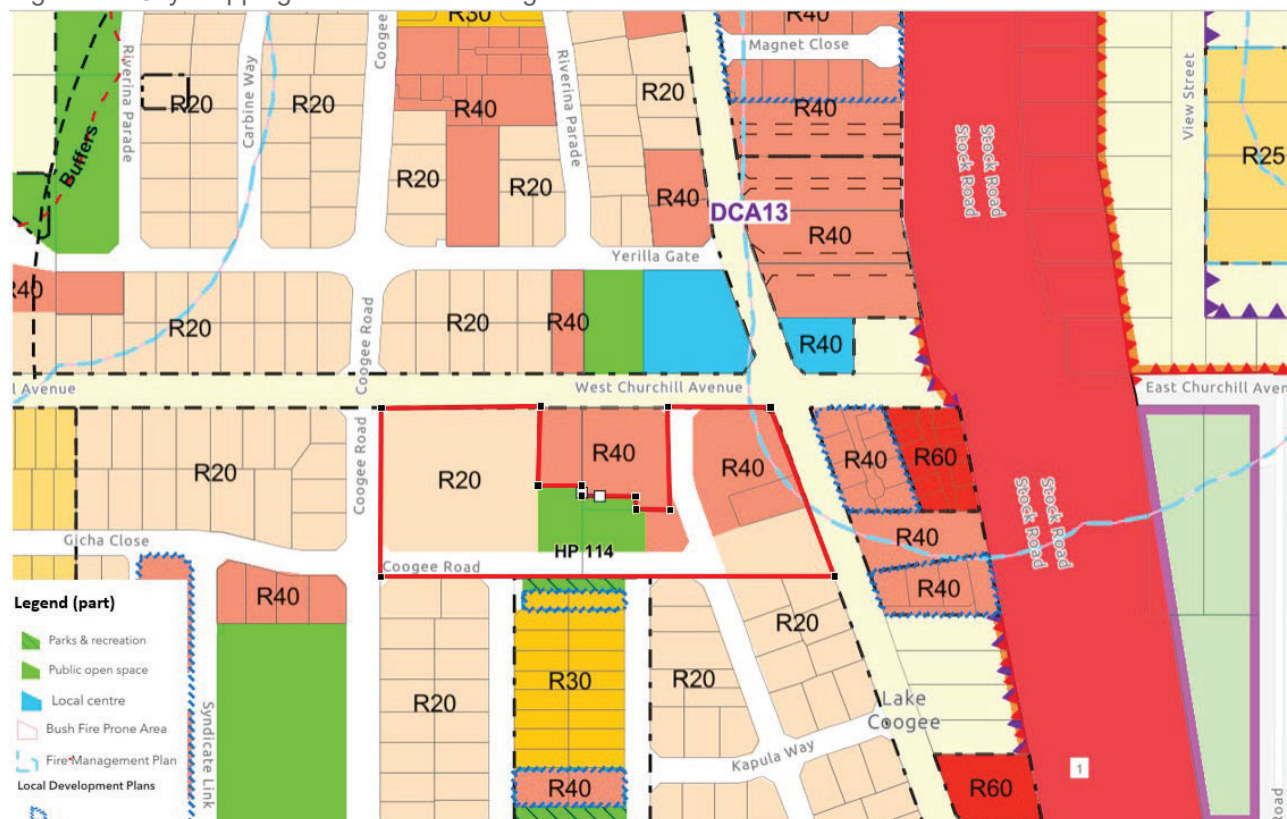 R30
R40
Magnet Close
Riverina Parade
Carbine Way
Coogee
Riverina Parade
View Street
R20
R20
R40
R20
R40
R25
Buffers
Stock Road
Stock Road
R20
R20
R40
DCA13
R40
Yerilla Gate
R40
R20
R20
R40
R40
Coogee Road
l Avenue
West Churchill Avenue
East Churchill Aven
R20
Coogee Road
R20
R40
R40
R40
R60
Stock Road
Stock Road
Gicha Close
HP 114
R40
Coogee Road
R40
Legend (part)
R40
R20
Parks & recreation
R20
R30
R20
Public open space
Local centre
Lake
Coogee
Bush Fire Prone Area
Syndicate Link
Kapula Way
Fire Management Plan
Local Development Plans
R40
R60
1
Road